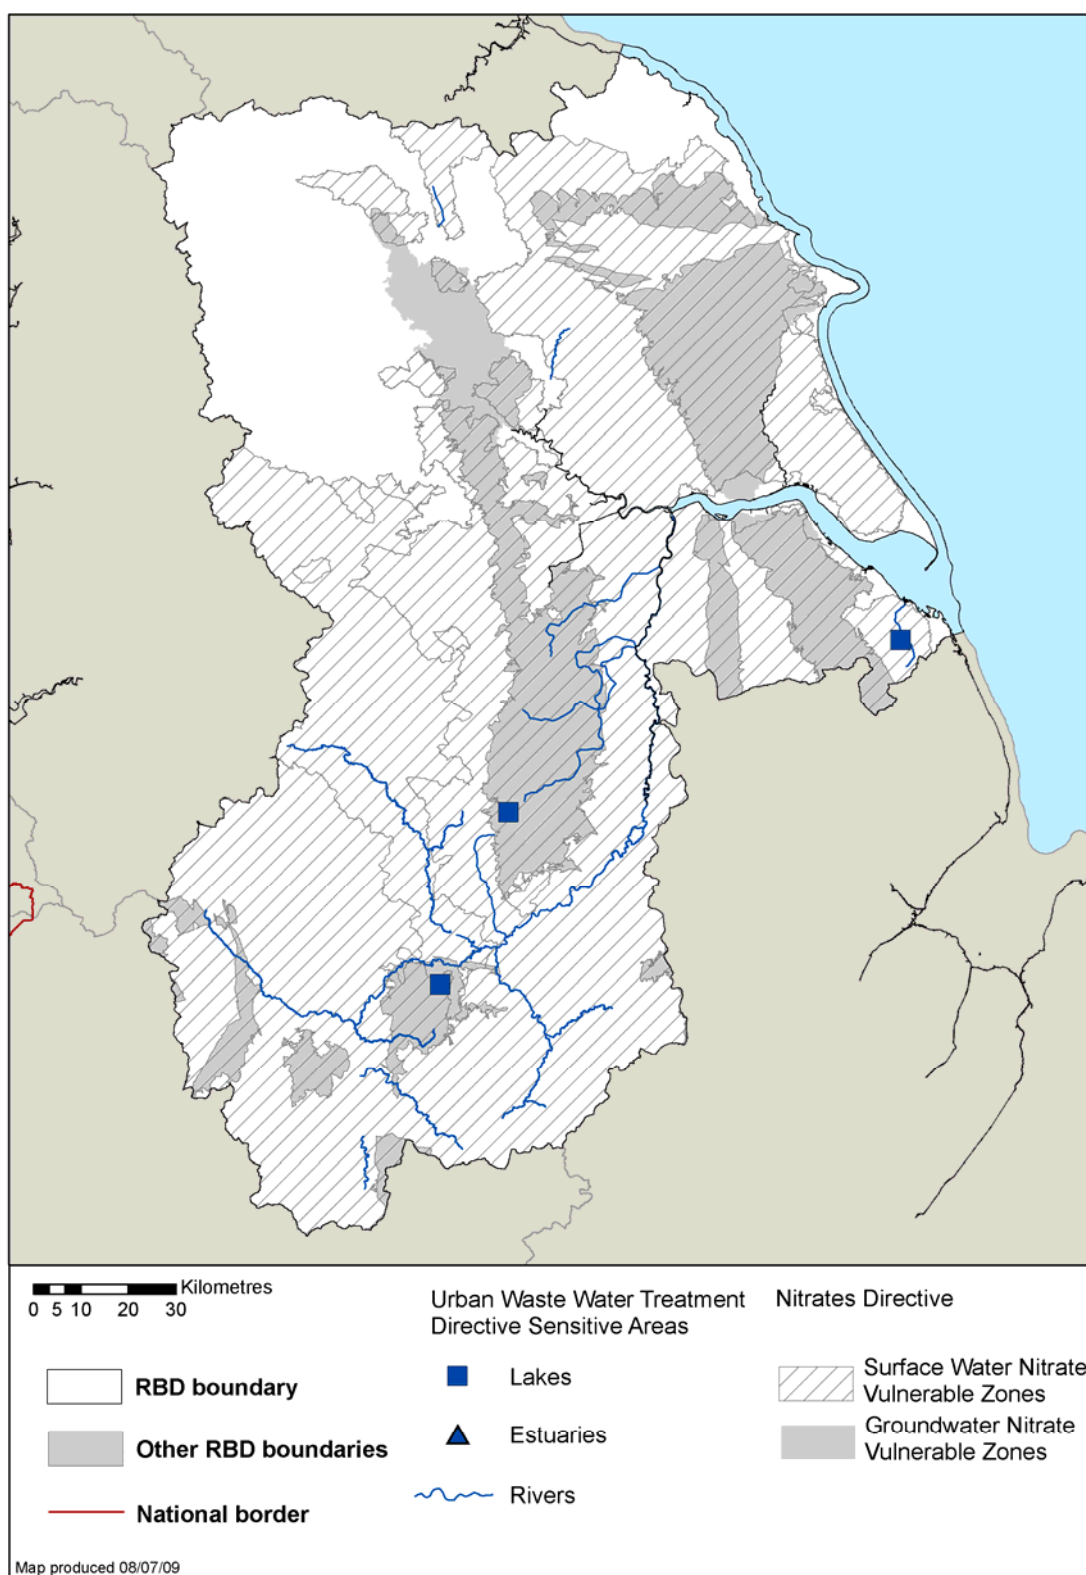 Kilometres
0 5 10 20 30
RBD boundary
Other RBD boundaries
National border
Urban Waste Water Treatment
Directive Sensitive Areas
Lakes
Estuaries
Rivers
Nitrates Directive
Surface Water Nitrate
Vulnerable Zones
Groundwater Nitrate
Vulnerable Zones
Map produced 08/07/09